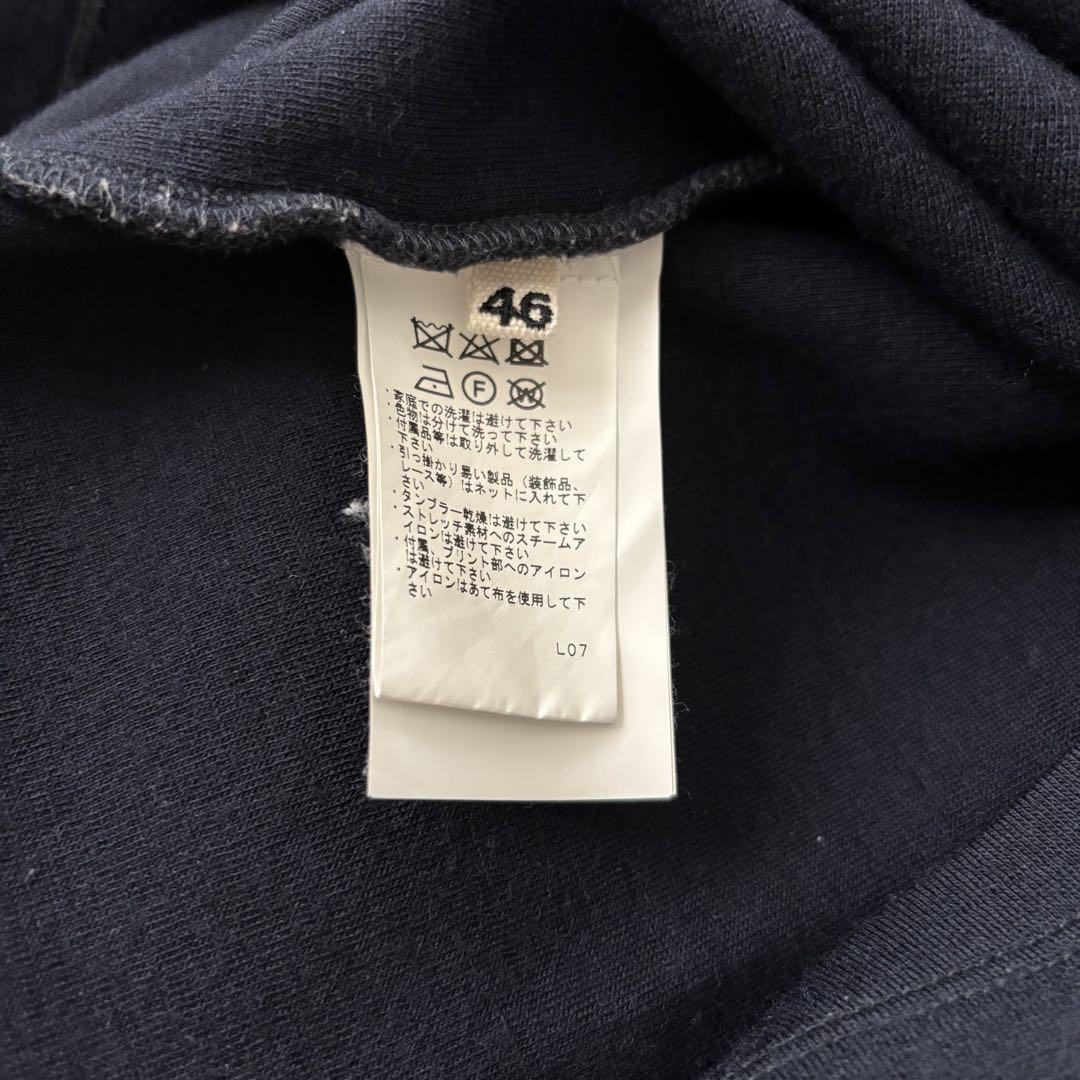 46
F W
・家庭での洗濯は避けて下さい
・色物は分けて洗って下さい
・付属品等は取り外して洗濯して
下さい
・引っ掛かり易い製品（装飾品、
レース等）はネットに入れて下
さい
・タンブラー乾燥は避けて下さい
・ストレッチ素材へのスチームア
イロンは避けて下さい
・付属、プリント部へのアイロン
は避けて下さい
・アイロンはあて布を使用して下
さい
L07